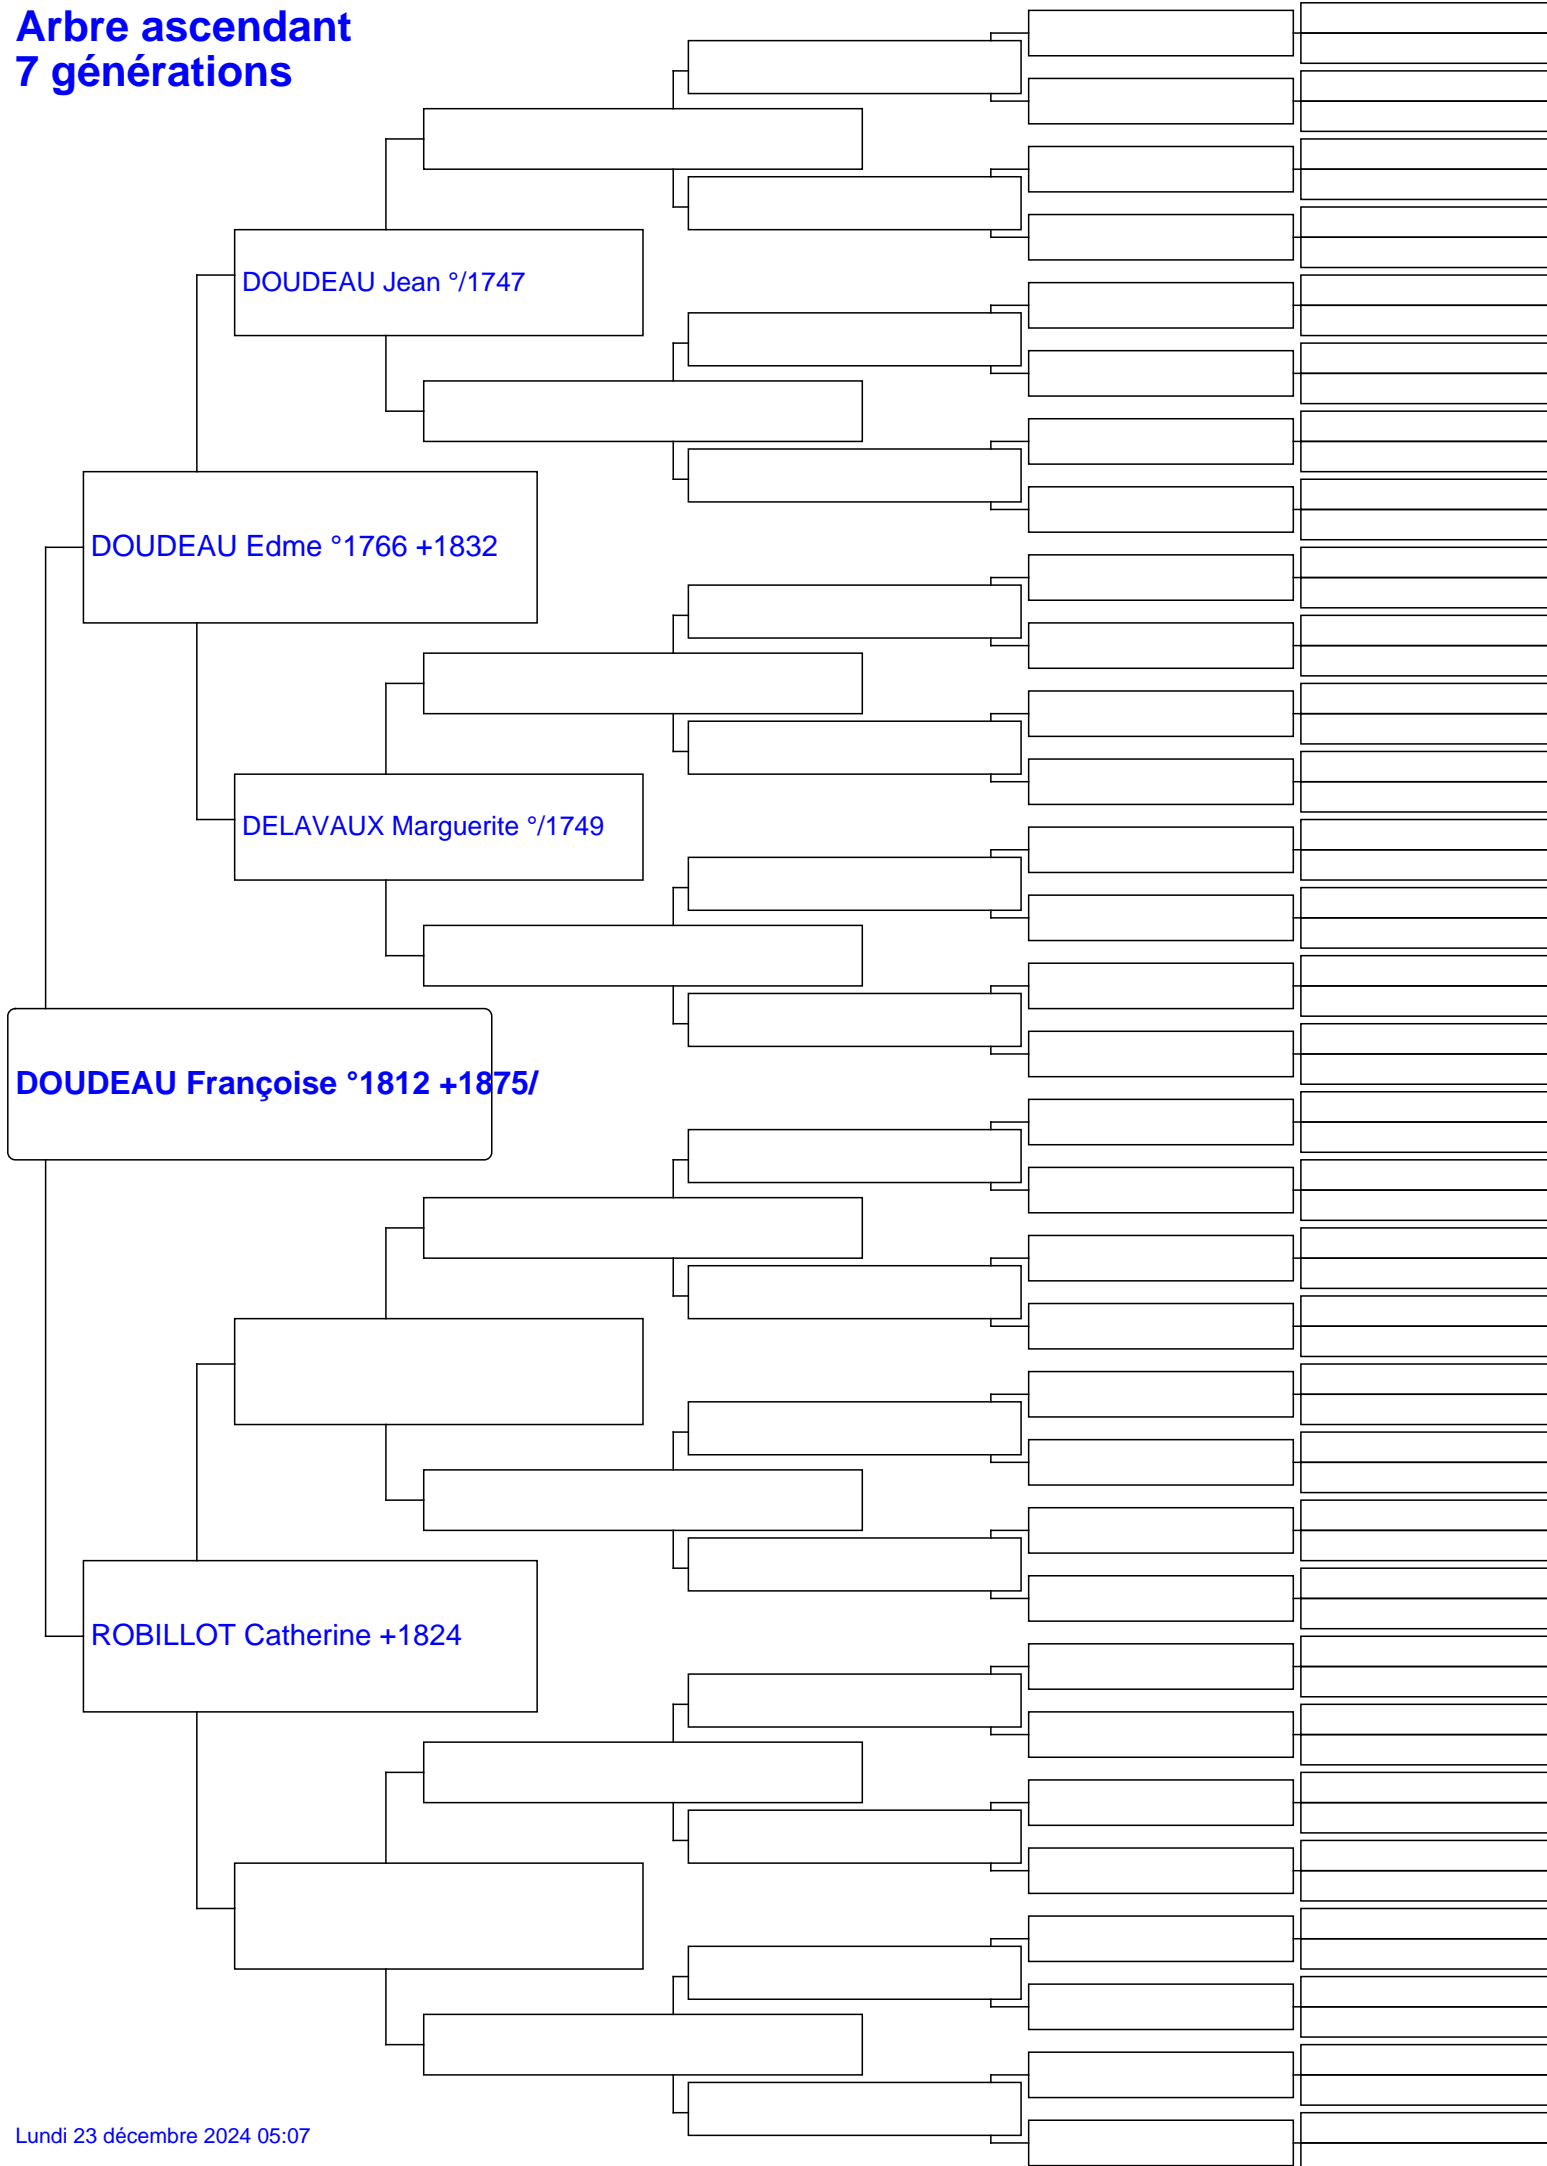 Arbre ascendant
7 générations
DOUDEAU Jean °/1747
DOUDEAU Edme °1766 +1832
DELAVAUX Marguerite °/1749
DOUDEAU Françoise °1812 +1875/
ROBILLOT Catherine +1824
Lundi 23 décembre 2024 05:07